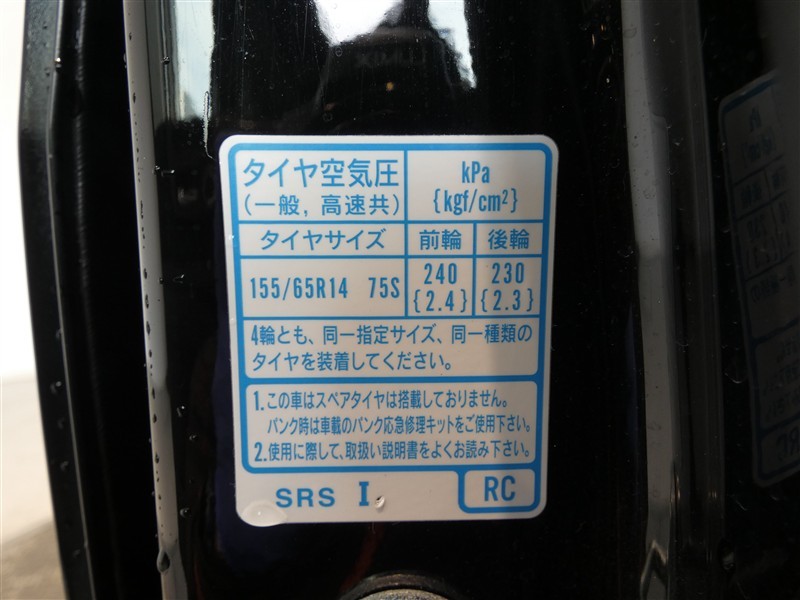 タイヤ空気圧 kPa
(一般, 高速共) {kgf/cm²}
タイヤサイズ 前輪 後輪
155/65R14 75S 240 230
{2.4} {2.3}
4輪とも、同一指定サイズ、同一種類の
タイヤを装着してください。
1.この車はスペアタイヤは搭載しておりません。
パンク時は車載のパンク応急修理キットをご使用下さい。
2.使用に際して、取扱い説明書をよくお読み下さい。
SRS I RC